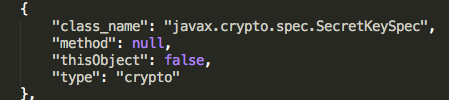 {
"class_name": "javax.crypto.spec.SecretKeySpec",
"method": null,
"thisObject": false,
"type": "crypto"
},